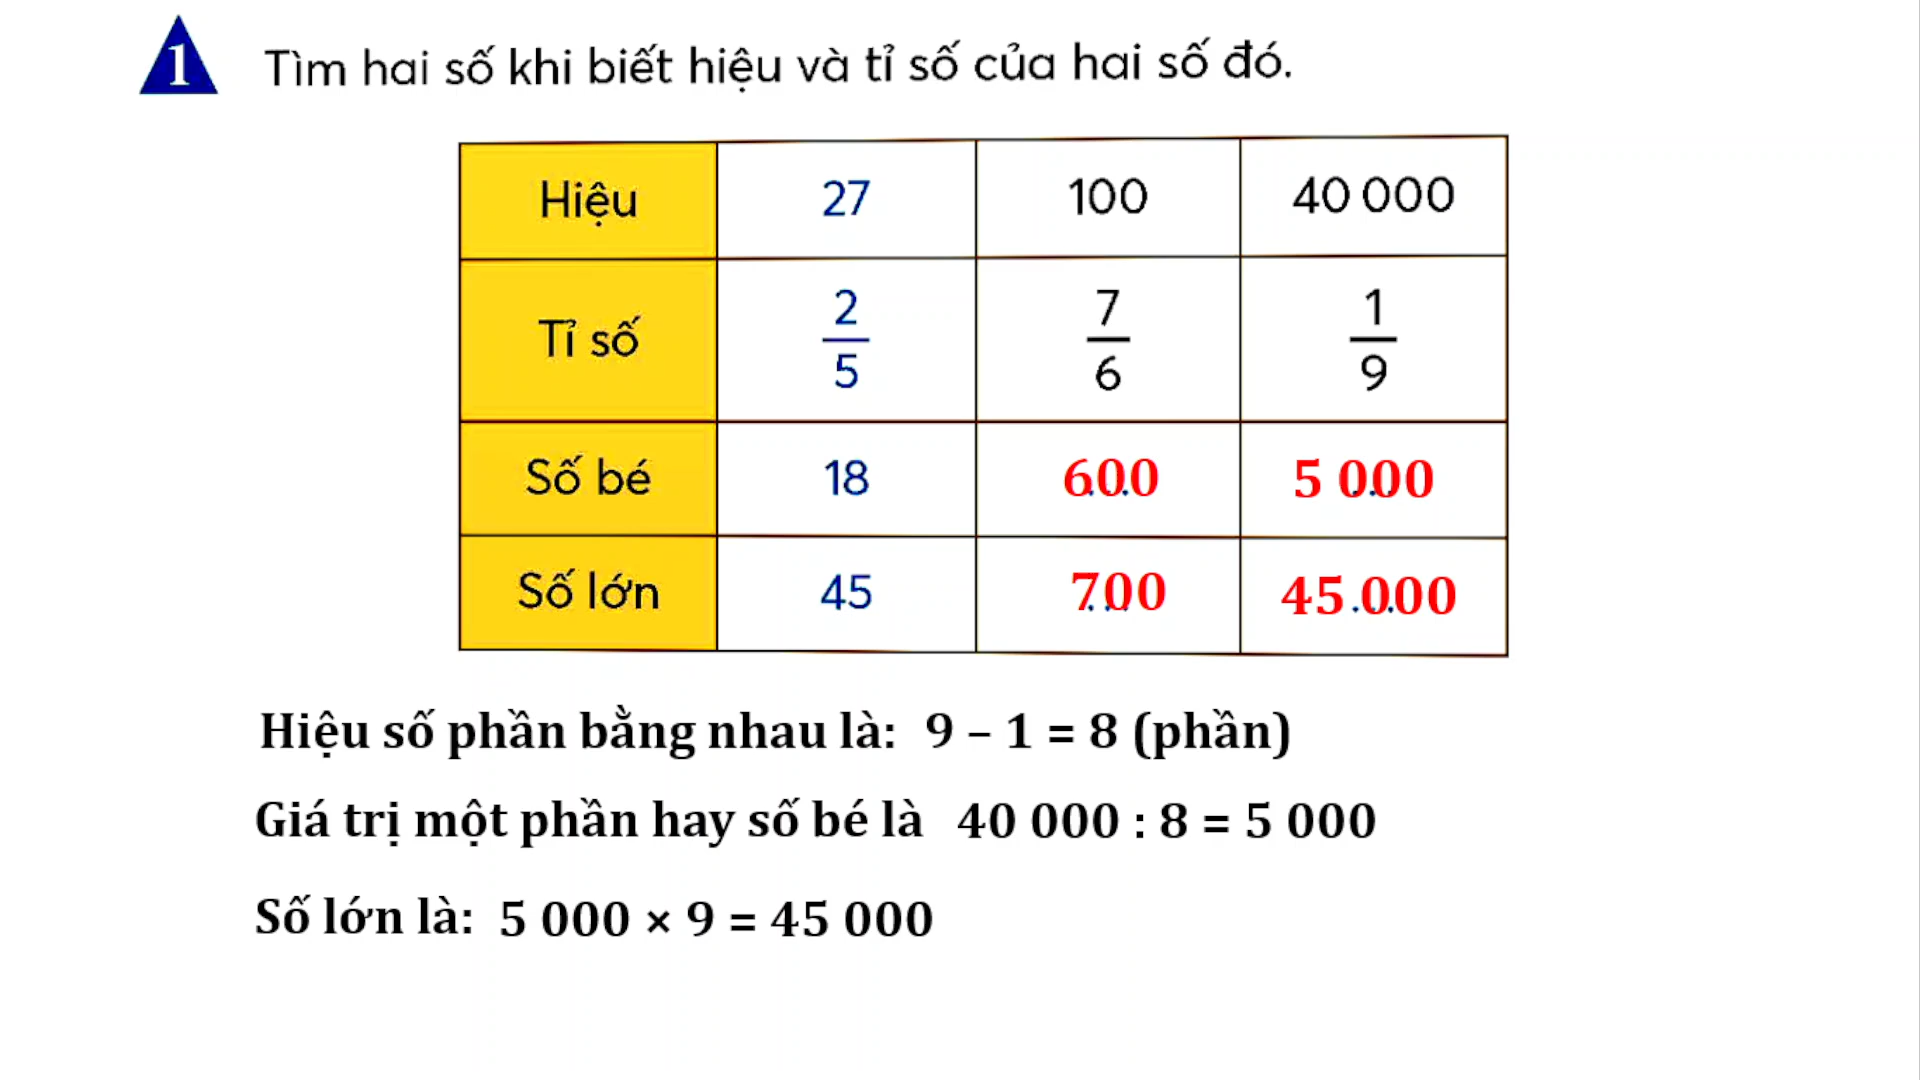 1 Tìm hai số khi biết hiệu và tỉ số của hai số đó.
Hiệu 27 100 40 000
Tỉ số 2/5 7/6 1/9
Số bé 18 600 5 000
Số lớn 45 700 45 000
Hiệu số phần bằng nhau là: 9 – 1 = 8 (phần)
Giá trị một phần hay số bé là 40 000 : 8 = 5 000
Số lớn là: 5 000 × 9 = 45 000